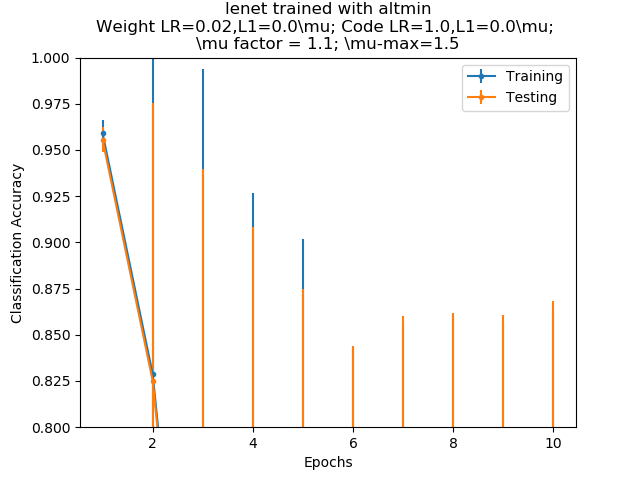 lenet trained with altmin
Weight LR=0.02,L1=0.0\mu; Code LR=1.0,L1=0.0\mu;
\mu factor = 1.1; \mu-max=1.5
Training
Testing
Classification Accuracy
1.000
0.975
0.950
0.925
0.900
0.875
0.850
0.825
0.800
2 4 6 8 10
Epochs